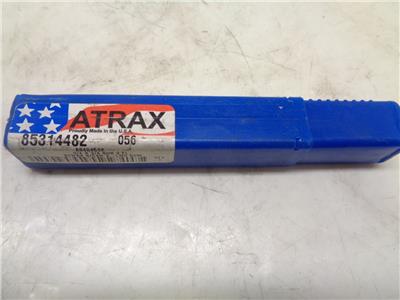 ATRAX
Proudly Made in the U.S.A.
85314482 056